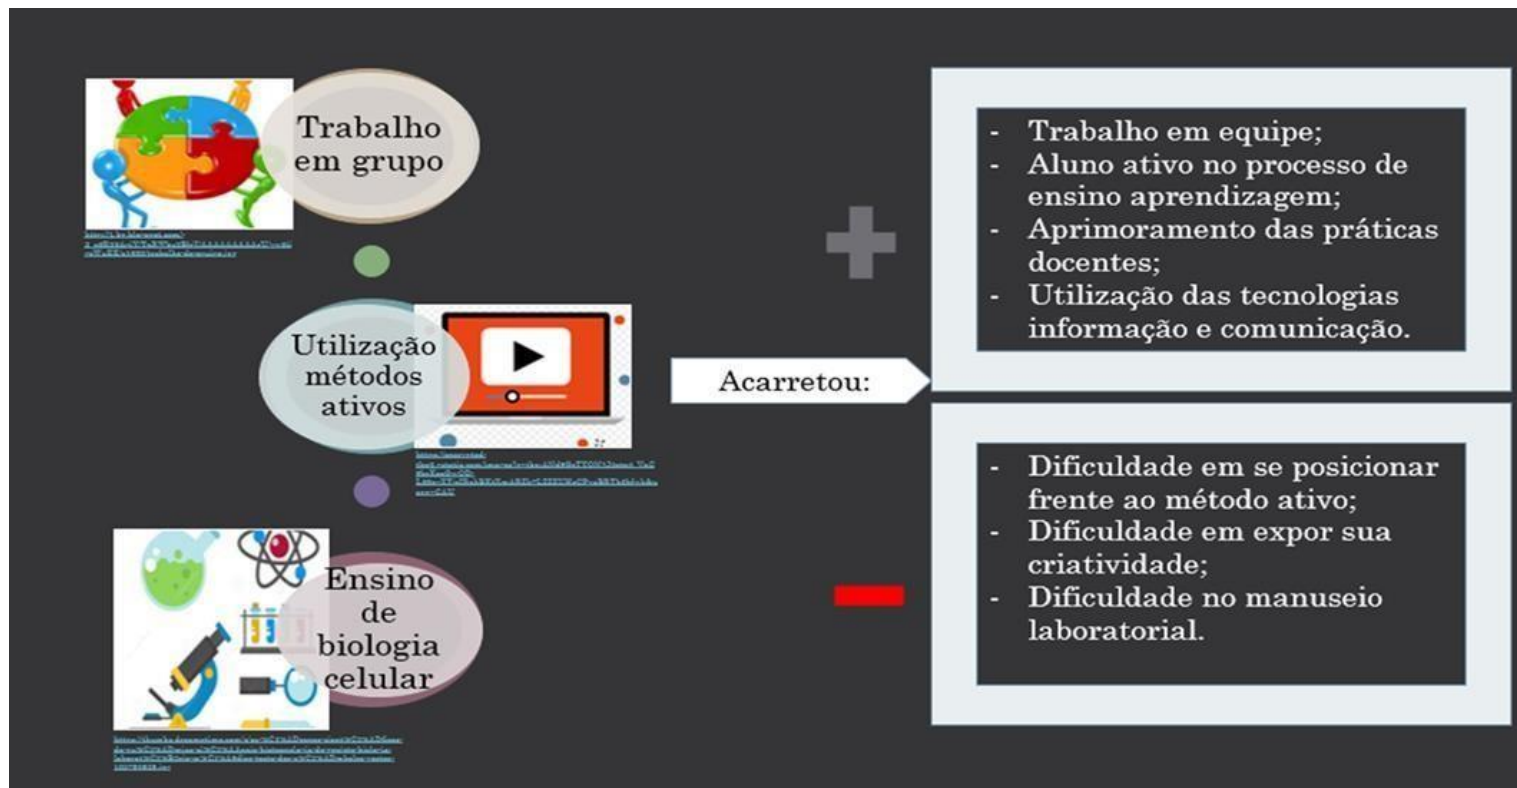 Trabalho
em grupo
Utilização
métodos
ativos
Ensino
de
biologia
celular
Acarretou:
- Trabalho em equipe;
- Aluno ativo no processo de
ensino aprendizagem;
- Aprimoramento das práticas
docentes;
- Utilização das tecnologias
informação e comunicação.
- Dificuldade em se posicionar
frente ao método ativo;
- Dificuldade em expor sua
criatividade;
- Dificuldade no manuseio
laboratorial.